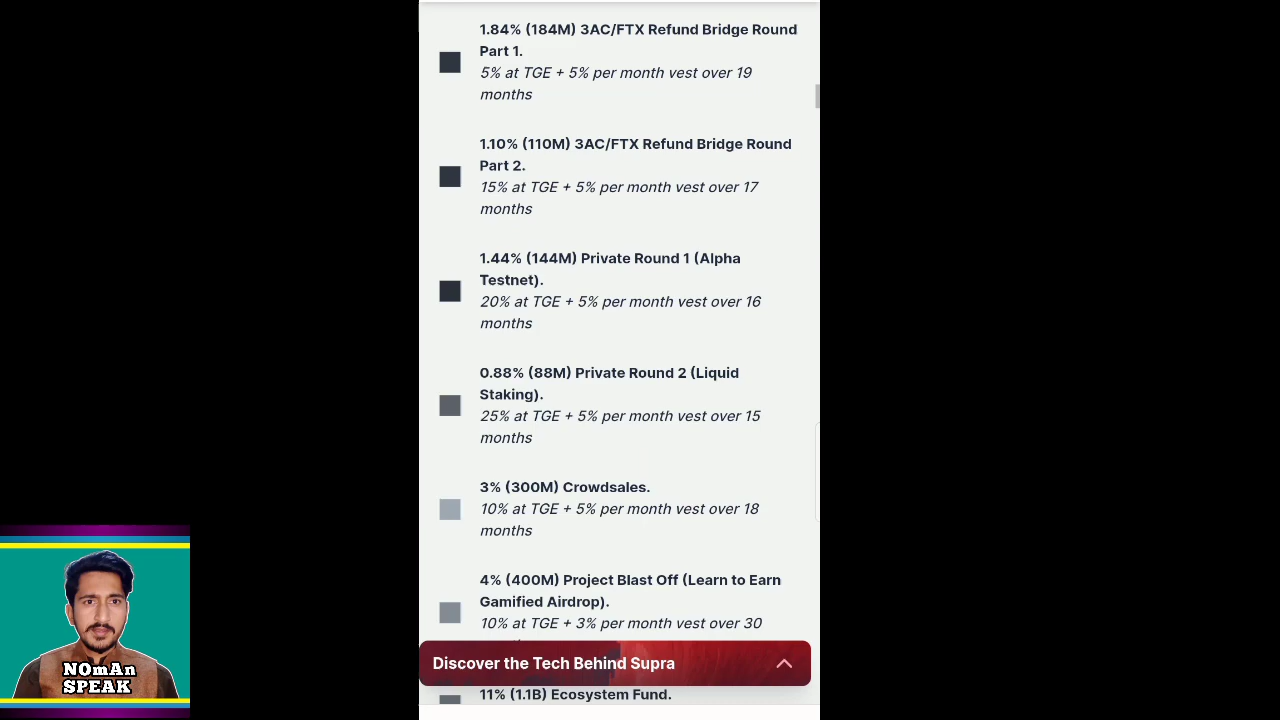 1.84% (184M) 3AC/FTX Refund Bridge Round
Part 1.
5% at TGE + 5% per month vest over 19
months
1.10% (110M) 3AC/FTX Refund Bridge Round
Part 2.
15% at TGE + 5% per month vest over 17
months
1.44% (144M) Private Round 1 (Alpha
Testnet).
20% at TGE + 5% per month vest over 16
months
0.88% (88M) Private Round 2 (Liquid
Staking).
25% at TGE + 5% per month vest over 15
months
3% (300M) Crowdsales.
10% at TGE + 5% per month vest over 18
months
4% (400M) Project Blast Off (Learn to Earn
Gamified Airdrop).
10% at TGE + 3% per month vest over 30
Discover the Tech Behind Supra
11% (1.1B) Ecosystem Fund.
NOmAn
SPEAK